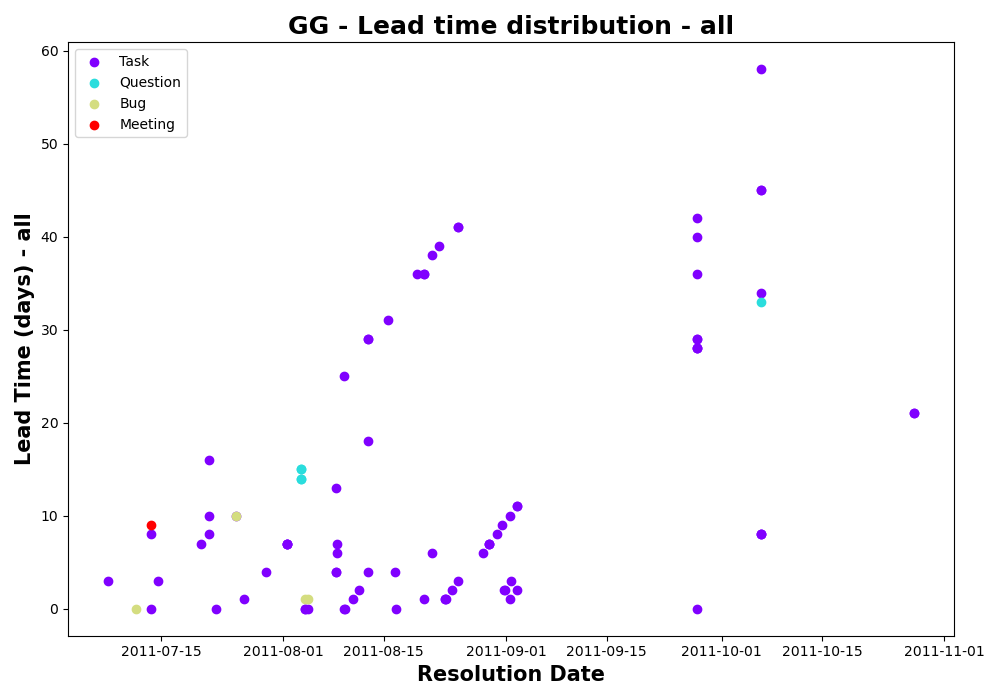 GG - Lead time distribution - all
Task
Question
Bug
Meeting
60
50
40
30
20
10
0
Lead Time (days) - all
2011-07-15 2011-08-01 2011-08-15 2011-09-01 2011-09-15 2011-10-01 2011-10-15 2011-11-01
Resolution Date